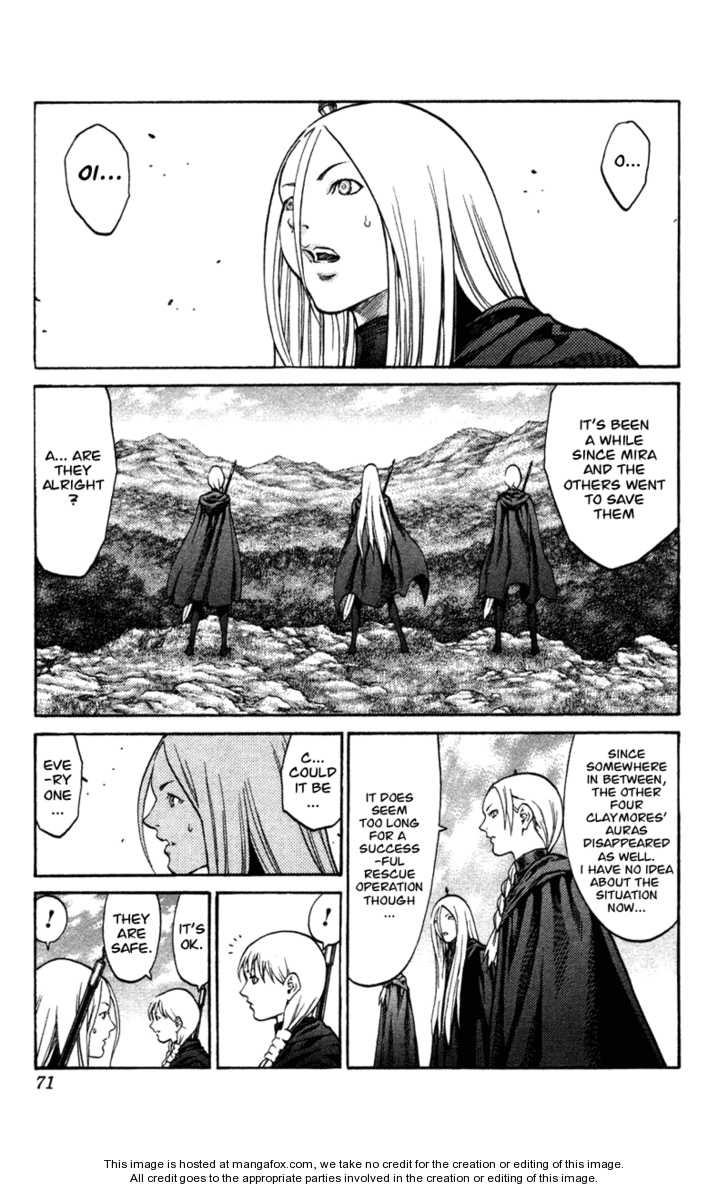 O...
OI...
IT'S BEEN
A WHILE
SINCE MIRA
AND THE
OTHERS WENT
TO SAVE
THEM
A... ARE
THEY
ALRIGHT
?
SINCE
SOMEWHERE
IN BETWEEN,
THE OTHER
FOUR
CLAYMORES'
AURAS
DISAPPEARED
AS WELL.
I HAVE NO IDEA
ABOUT THE
SITUATION
NOW...
IT DOES
SEEM
TOO LONG
FOR A
SUCCESS
-FUL
RESCUE
OPERATION
THOUGH
...
C...
COULD
IT BE
...
EVE
-RY
ONE
...
!
IT'S
OK.
THEY
ARE
SAFE.
!
71
This image is hosted at mangafox.com, we take no credit for the creation or editing of this image.
All credit goes to the appropriate parties involved in the creation or editing of this image.